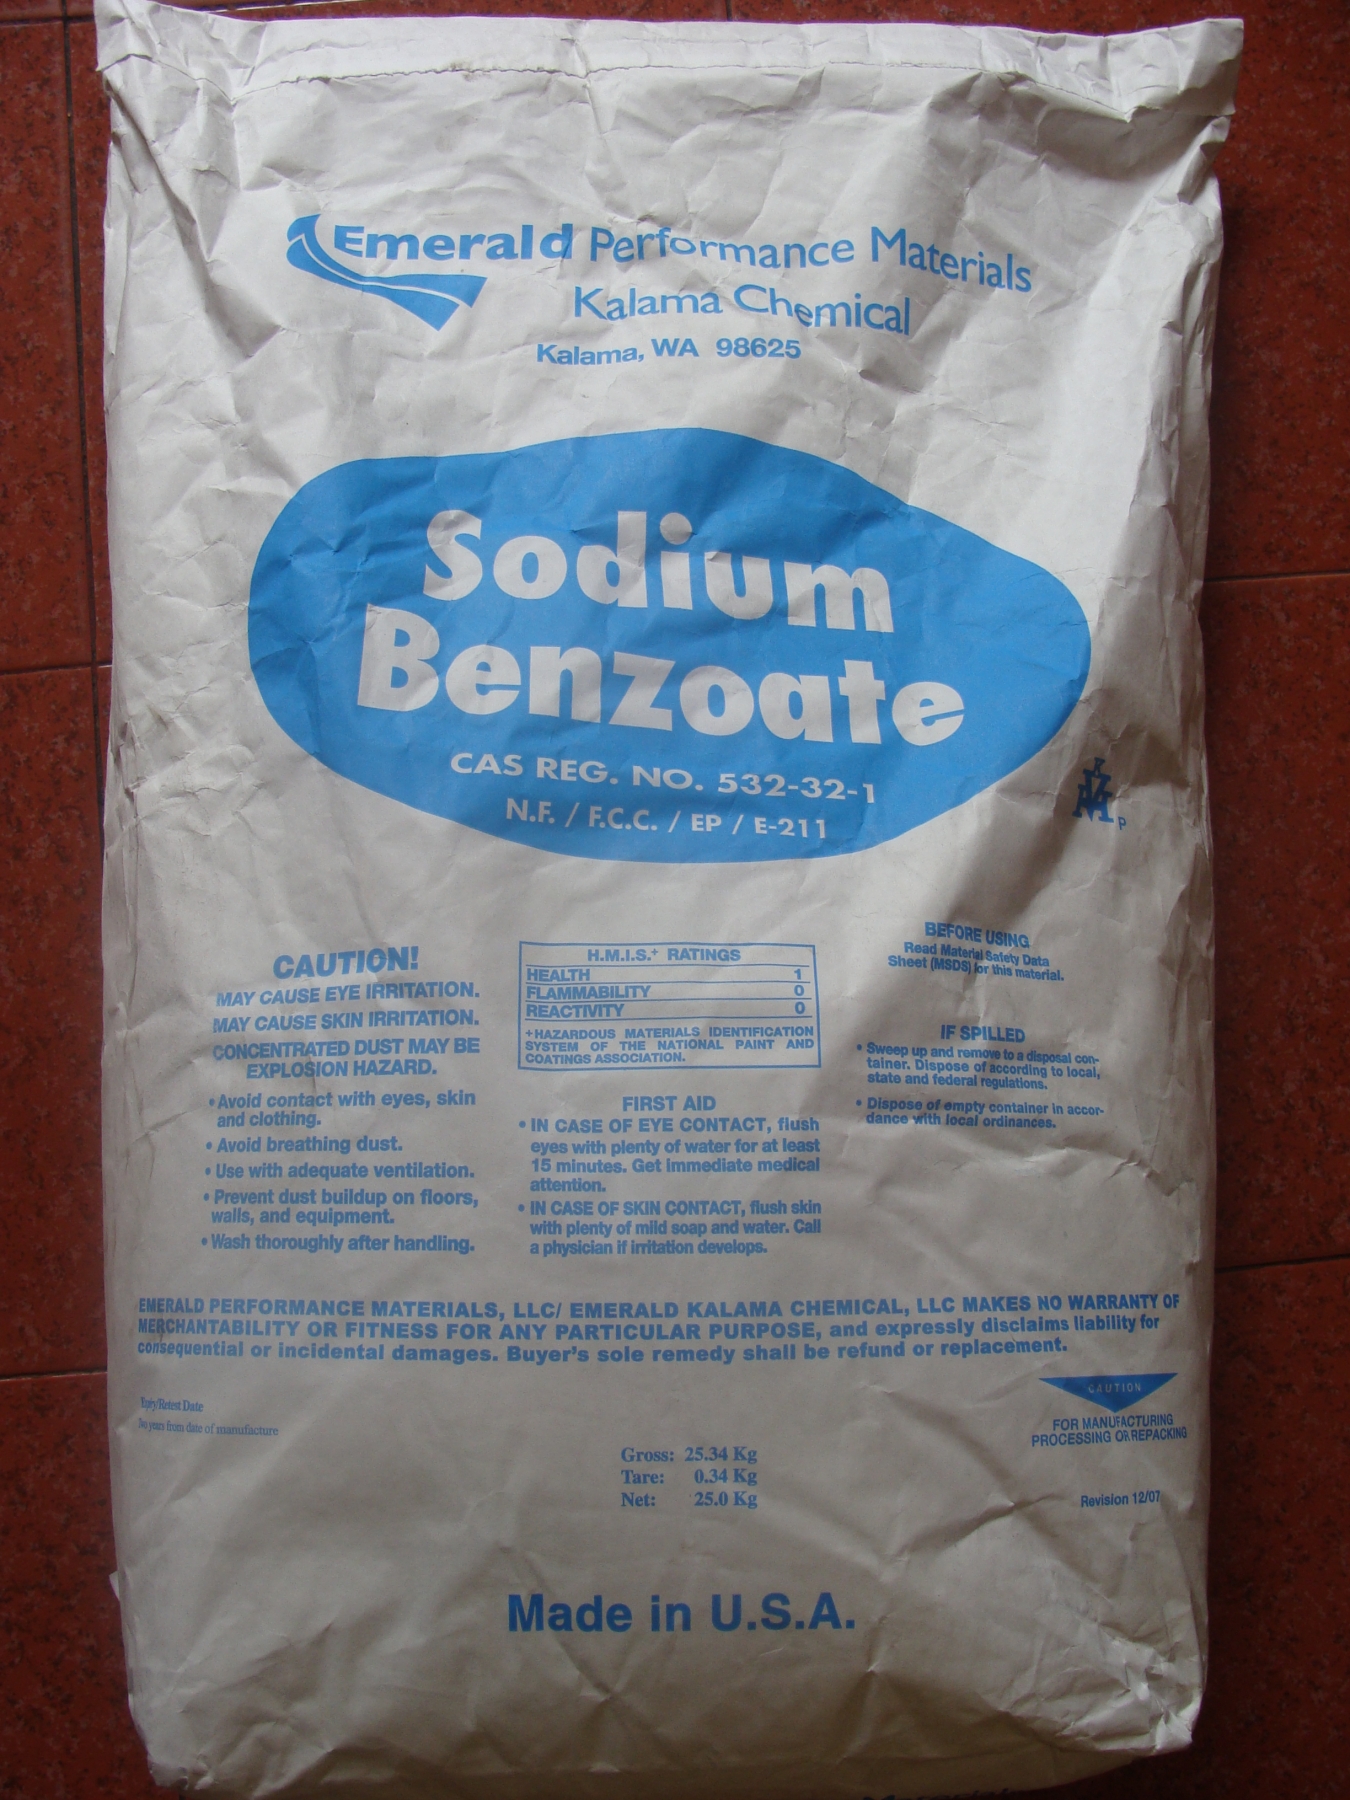 Emerald Performance Materials
Kalama Chemical
Kalama, WA 98625
Sodium
Benzoate
CAS REG. NO. 532-32-1
N.F. / F.C.C. / EP / E-211
K
P
CAUTION!
MAY CAUSE EYE IRRITATION.
MAY CAUSE SKIN IRRITATION.
CONCENTRATED DUST MAY BE
EXPLOSION HAZARD.
• Avoid contact with eyes, skin
and clothing.
• Avoid breathing dust.
• Use with adequate ventilation.
• Prevent dust buildup on floors,
walls, and equipment.
• Wash thoroughly after handling.
H.M.I.S.+ RATINGS
HEALTH 1
FLAMMABILITY 0
REACTIVITY 0
+HAZARDOUS MATERIALS IDENTIFICATION
SYSTEM OF THE NATIONAL PAINT AND
COATINGS ASSOCIATION.
FIRST AID
• IN CASE OF EYE CONTACT, flush
eyes with plenty of water for at least
15 minutes. Get immediate medical
attention.
• IN CASE OF SKIN CONTACT, flush skin
with plenty of mild soap and water. Call
a physician if irritation develops.
BEFORE USING
Read Material Safety Data
Sheet (MSDS) for this material.
IF SPILLED
• Sweep up and remove to a disposal con-
tainer. Dispose of according to local,
state and federal regulations.
• Dispose of empty container in accor-
dance with local ordinances.
EMERALD PERFORMANCE MATERIALS, LLC/ EMERALD KALAMA CHEMICAL, LLC MAKES NO WARRANTY OF
MERCHANTABILITY OR FITNESS FOR ANY PARTICULAR PURPOSE, and expressly disclaims liability for
consequential or incidental damages. Buyer's sole remedy shall be refund or replacement.
Expiry/Retest Date
years from date of manufacture
CAUTION
FOR MANUFACTURING
PROCESSING OR REPACKING
Gross: 25.34 Kg
Tare: 0.34 Kg
Net: 25.0 Kg
Revision 12/07
Made in U.S.A.